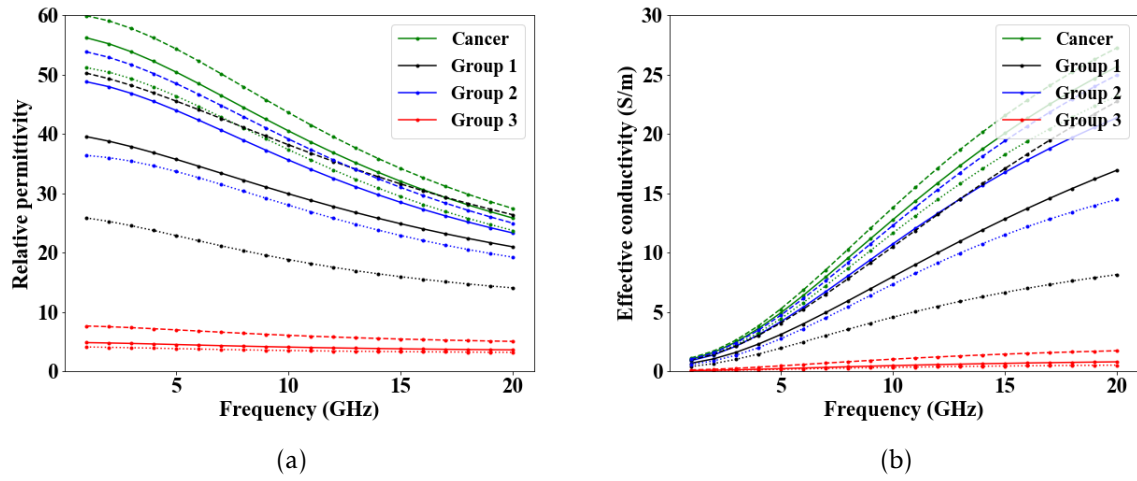 60
50
40
30
20
10
0
5
10
15
20
Relative permittivity
Frequency (GHz)
Cancer
Group 1
Group 2
Group 3
(a)
30
25
20
15
10
5
0
5
10
15
20
Effective conductivity (S/m)
Frequency (GHz)
Cancer
Group 1
Group 2
Group 3
(b)